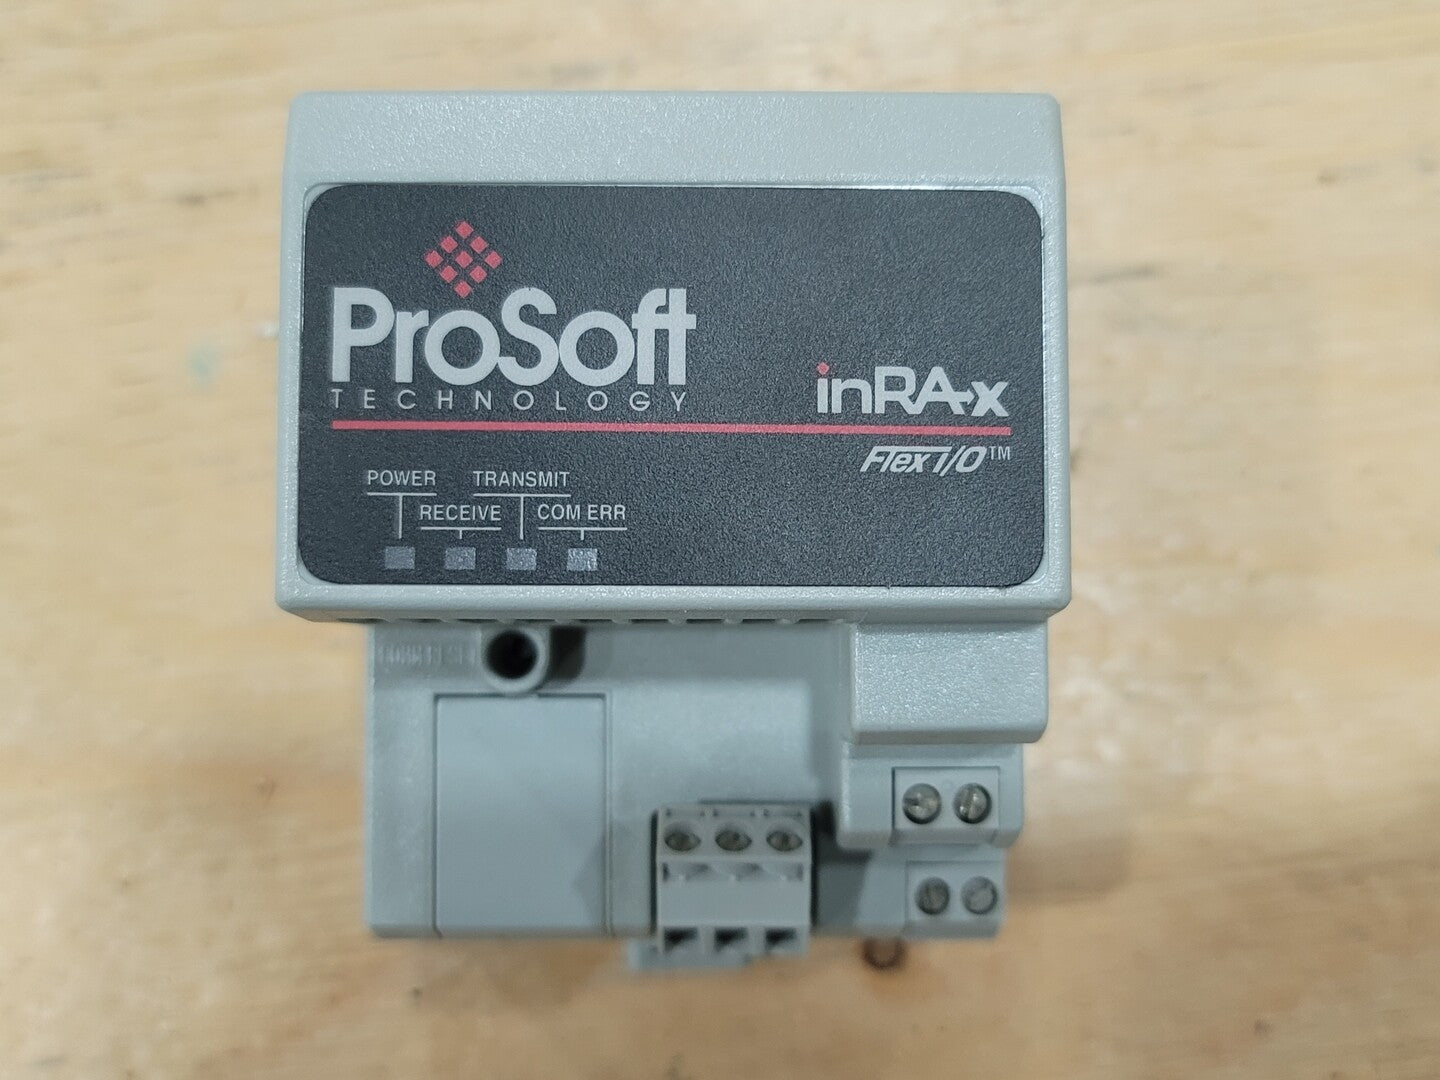 ProSoft
TECHNOLOGY
inRAx
Flex I/O™
POWER TRANSMIT
RECEIVE COM ERR